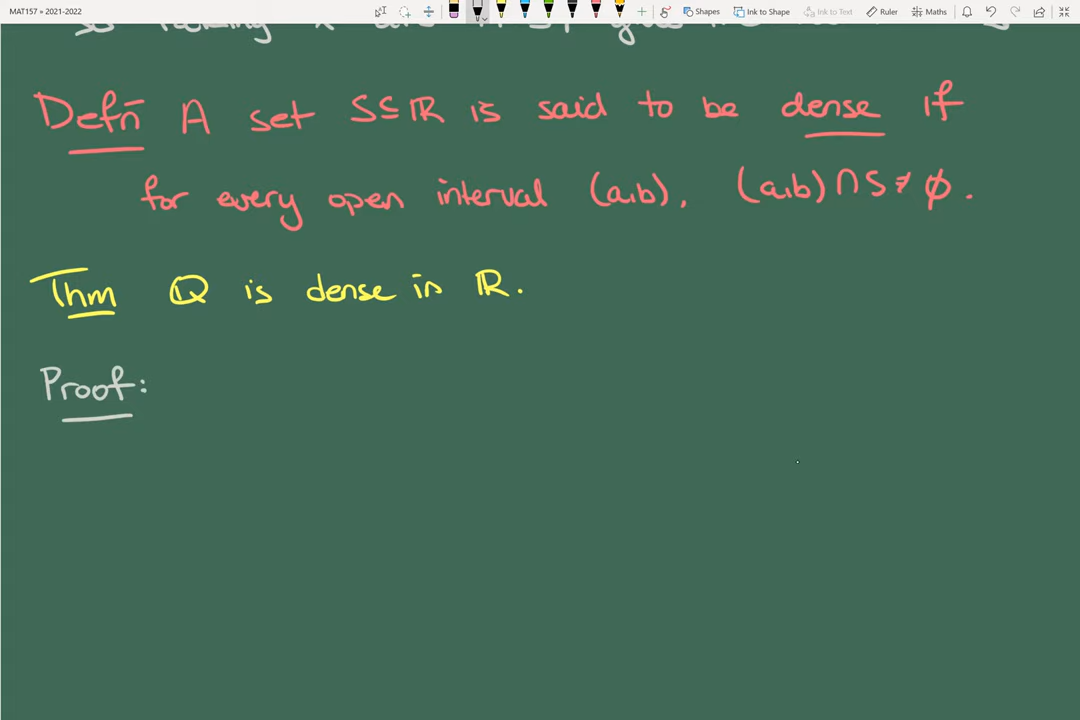 MAT157 » 2021-2022
Shapes Ink to Shape Ink to Text Ruler Maths
Defn A set S⊆ℝ is said to be dense if
for every open interval (a,b), (a,b)∩S≠∅.
Thm ℚ is dense in ℝ.
Proof: